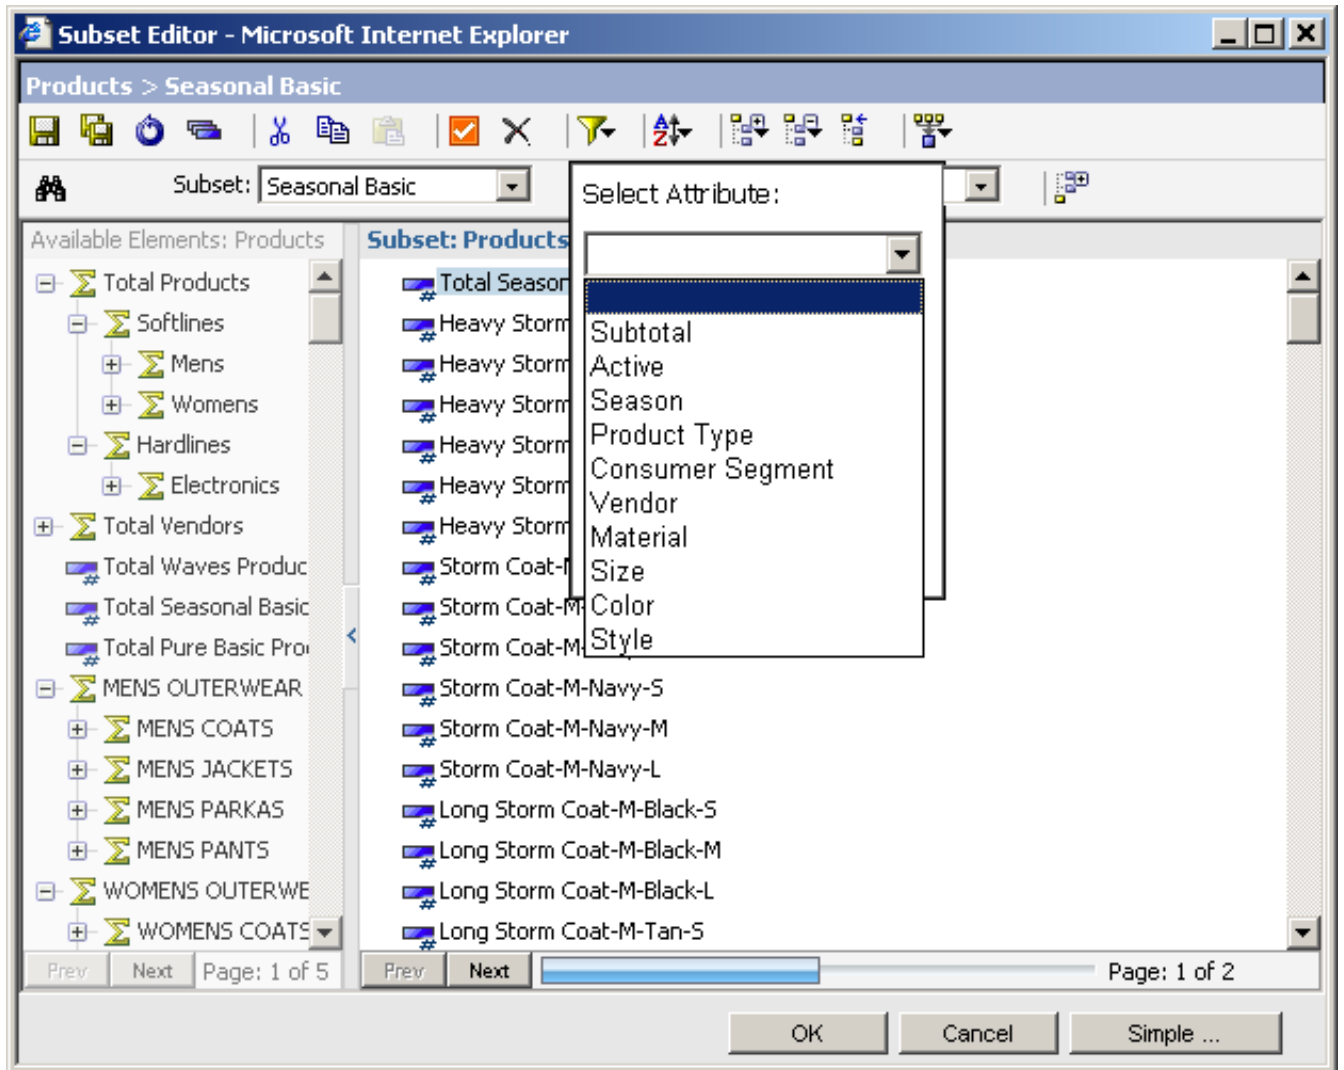 Subset Editor - Microsoft Internet Explorer
Products > Seasonal Basic
Subset: Seasonal Basic
Select Attribute:
Subtotal
Active
Season
Product Type
Consumer Segment
Vendor
Material
Size
Color
Style
Available Elements: Products
Total Products
Softlines
Mens
Womens
Hardlines
Electronics
Total Vendors
Total Waves Produc
Total Seasonal Basic
Total Pure Basic Pro
MENS OUTERWEAR
MENS COATS
MENS JACKETS
MENS PARKAS
MENS PANTS
WOMENS OUTERWE
WOMENS COATS
Prev Next Page: 1 of 5
Subset: Products
Total Season
Heavy Storm
Heavy Storm
Heavy Storm
Heavy Storm
Heavy Storm
Heavy Storm
Storm Coat-M
Storm Coat-M-
Storm Coat-M-
Storm Coat-M-Navy-S
Storm Coat-M-Navy-M
Storm Coat-M-Navy-L
Long Storm Coat-M-Black-S
Long Storm Coat-M-Black-M
Long Storm Coat-M-Black-L
Long Storm Coat-M-Tan-S
Prev Next Page: 1 of 2
OK Cancel Simple ...